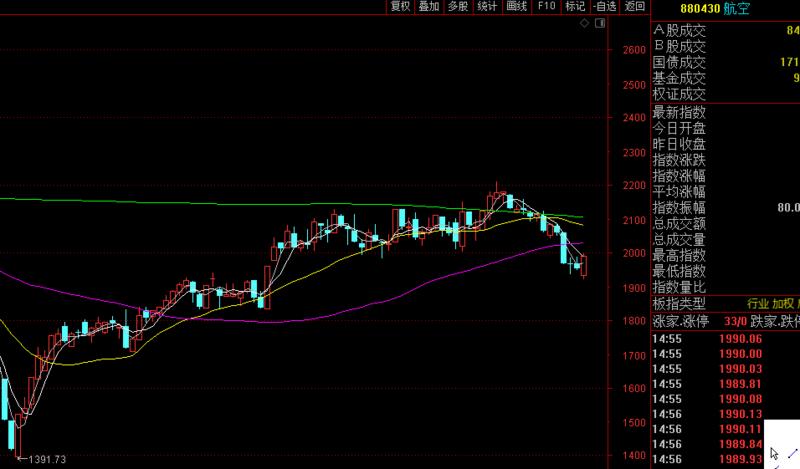 复权 叠加 多股 统计 画线 F10 标记 -自选 返回
880430 航空
2600
2500
2400
2300
2200
2100
2000
1900
1800
1700
1600
1500
1400
1391.73
A股成交 84
B股成交
国债成交 171
基金成交 9
权证成交
最新指数
今日开盘
昨日收盘
指数涨跌
指数涨幅
平均涨幅
指数振幅 80.0
总成交额
总成交量
最高指数
最低指数
指数量比
板指类型 行业 加权
涨家.涨停 33/0 跌家.跌停
14:55 1990.06
14:55 1990.00
14:55 1990.03
14:55 1989.81
14:55 1990.08
14:56 1990.13
14:56 1990.11
14:56 1989.84
14:56 1989.93